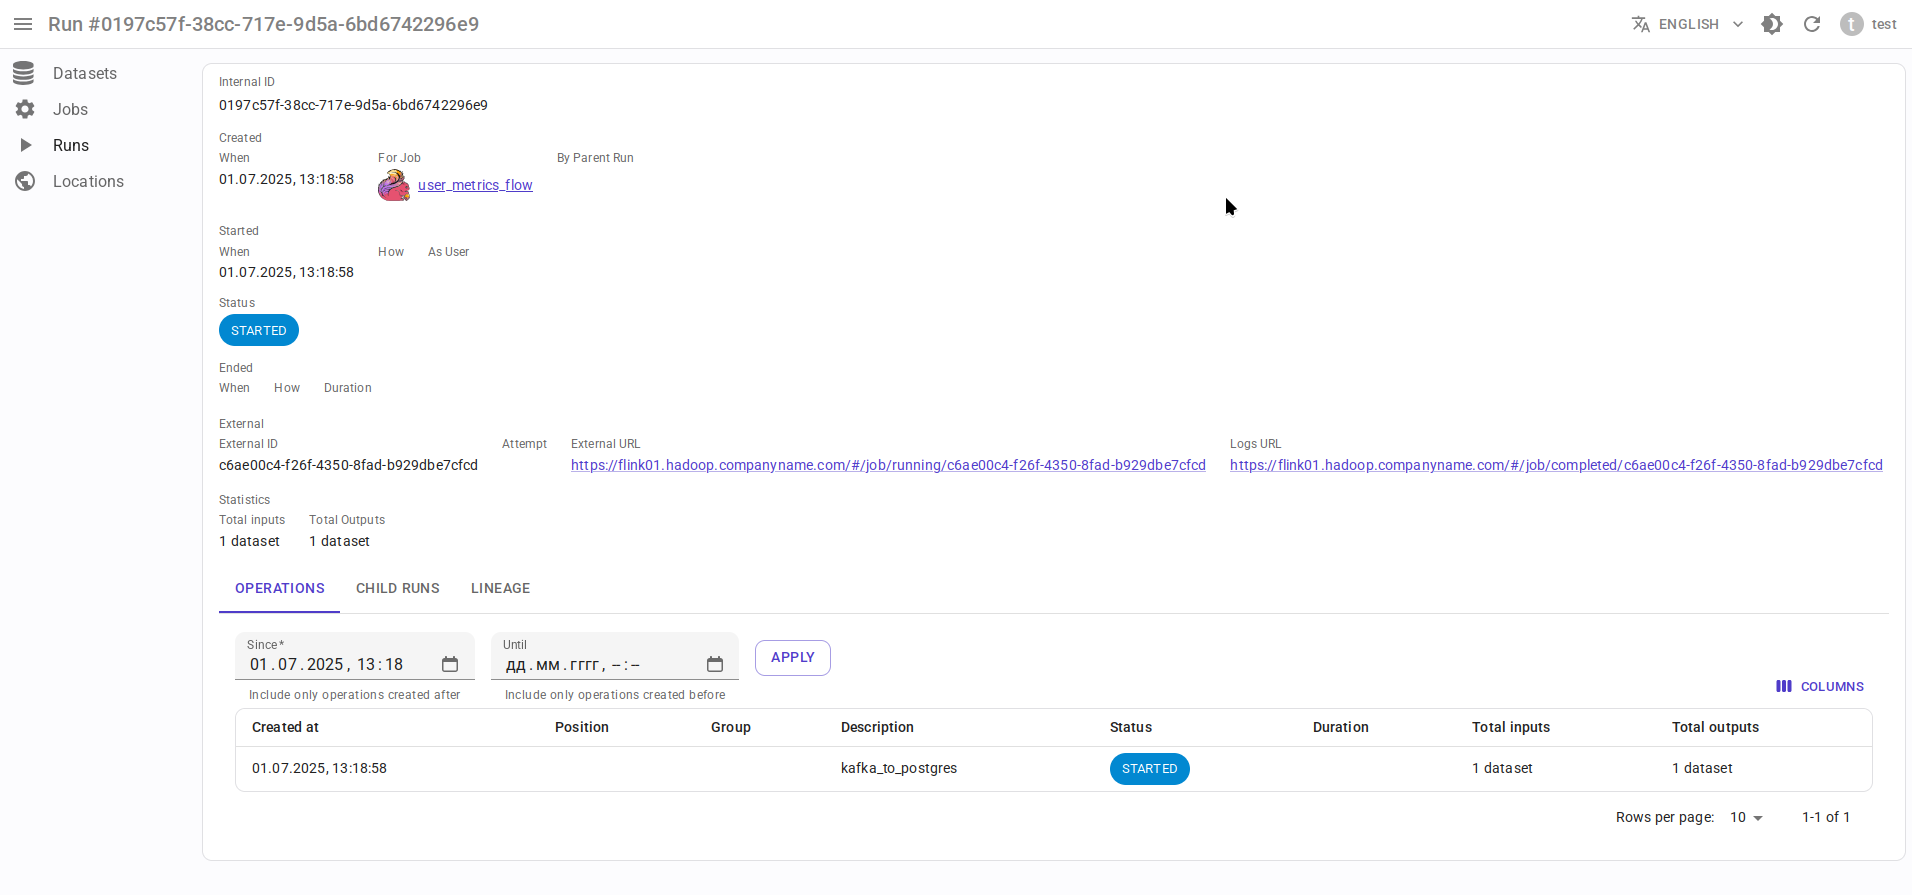 Run #0197c57f-38cc-717e-9d5a-6bd6742296e9
ENGLISH
t test
Datasets
Jobs
Runs
Locations
Internal ID
0197c57f-38cc-717e-9d5a-6bd6742296e9
Created
When For Job By Parent Run
01.07.2025, 13:18:58 user_metrics_flow
Started
When How As User
01.07.2025, 13:18:58
Status
STARTED
Ended
When How Duration
External
External ID Attempt External URL Logs URL
c6ae00c4-f26f-4350-8fad-b929dbe7cfcd https://flink01.hadoop.companyname.com/#/job/running/c6ae00c4-f26f-4350-8fad-b929dbe7cfcd https://flink01.hadoop.companyname.com/#/job/completed/c6ae00c4-f26f-4350-8fad-b929dbe7cfcd
Statistics
Total inputs Total Outputs
1 dataset 1 dataset
OPERATIONS CHILD RUNS LINEAGE
Since* Until
01.07.2025, 13:18 дд.мм.гггг, --:-- APPLY
Include only operations created after Include only operations created before
COLUMNS
Created at Position Group Description Status Duration Total inputs Total outputs
01.07.2025, 13:18:58 kafka_to_postgres STARTED 1 dataset 1 dataset
Rows per page: 10 1-1 of 1